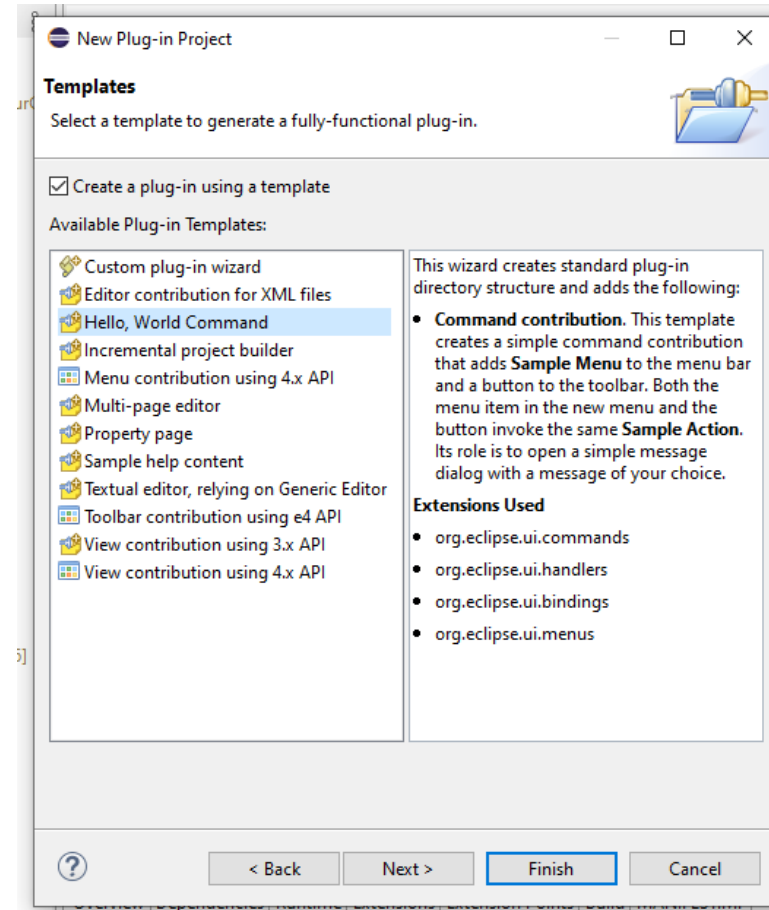 New Plug-in Project
Templates
Select a template to generate a fully-functional plug-in.
Create a plug-in using a template
Available Plug-in Templates:
Custom plug-in wizard
Editor contribution for XML files
Hello, World Command
Incremental project builder
Menu contribution using 4.x API
Multi-page editor
Property page
Sample help content
Textual editor, relying on Generic Editor
Toolbar contribution using e4 API
View contribution using 3.x API
View contribution using 4.x API
This wizard creates standard plug-in
directory structure and adds the following:
• Command contribution. This template
creates a simple command contribution
that adds Sample Menu to the menu bar
and a button to the toolbar. Both the
menu item in the new menu and the
button invoke the same Sample Action.
Its role is to open a simple message
dialog with a message of your choice.
Extensions Used
• org.eclipse.ui.commands
• org.eclipse.ui.handlers
• org.eclipse.ui.bindings
• org.eclipse.ui.menus
5]
?
< Back
Next >
Finish
Cancel
Overview Dependencies Runtime Extensions Extension Points Build